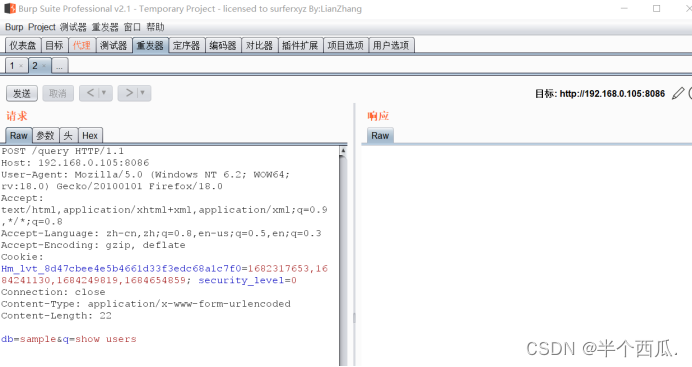 Burp Suite Professional v2.1 - Temporary Project - licensed to surferxyz By:LianZhang
Burp Project 测试器 重发器 窗口 帮助
仪表盘 目标 代理 测试器 重发器 定序器 编码器 对比器 插件扩展 项目选项 用户选项
1 × 2 × ...
发送 取消 < | ▼ > | ▼ 目标: http://192.168.0.105:8086
请求 响应
Raw 参数 头 Hex Raw
POST /query HTTP/1.1
Host: 192.168.0.105:8086
User-Agent: Mozilla/5.0 (Windows NT 6.2; WOW64;
rv:18.0) Gecko/20100101 Firefox/18.0
Accept:
text/html,application/xhtml+xml,application/xml;q=0.9
,*/*;q=0.8
Accept-Language: zh-cn,zh;q=0.8,en-us;q=0.5,en;q=0.3
Accept-Encoding: gzip, deflate
Cookie:
Hm_lvt_8d47cbee4e5b4661d33f3edc68a1c7f0=1682317653,16
84241130,1684249819,1684654859; security_level=0
Connection: close
Content-Type: application/x-www-form-urlencoded
Content-Length: 22
db=sample&q=show users
CSDN @半个西瓜.